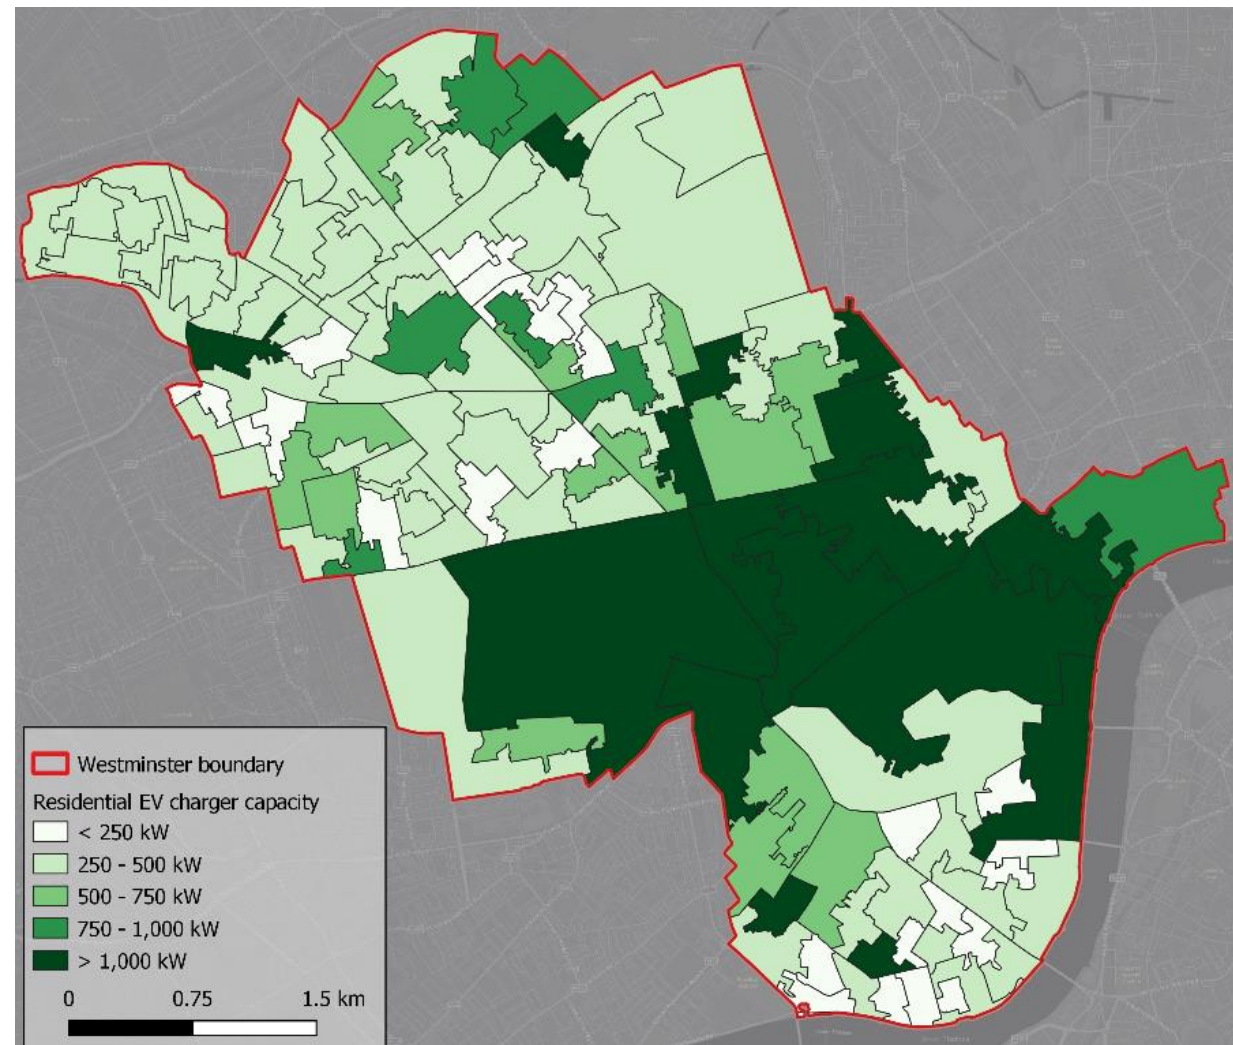 Westminster boundary
Residential EV charger capacity
< 250 kW
250 - 500 kW
500 - 750 kW
750 - 1,000 kW
> 1,000 kW
0 0.75 1.5 km